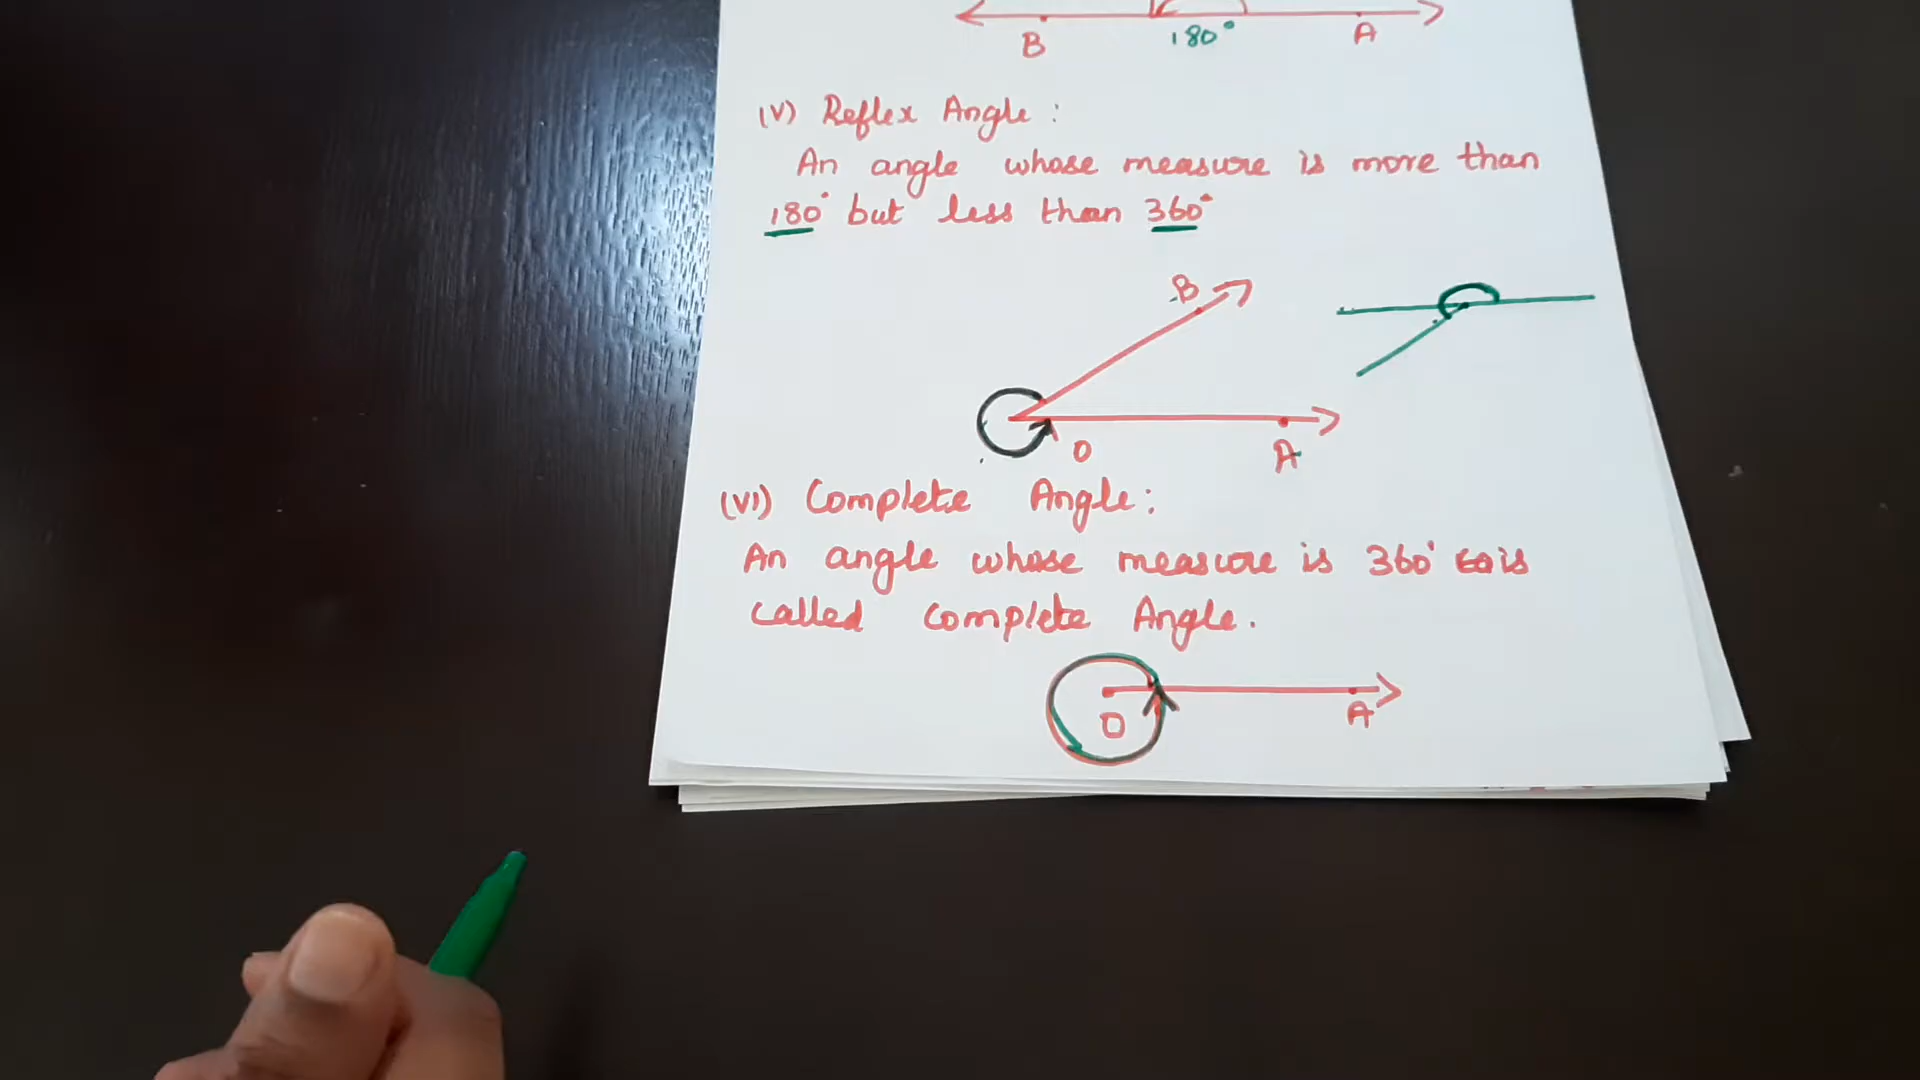 B 180° A
(V) Reflex Angle :
An angle whose measure is more than
180° but less than 360°
B
O A
(VI) Complete Angle :
An angle whose measure is 360° is
called Complete Angle.
O A